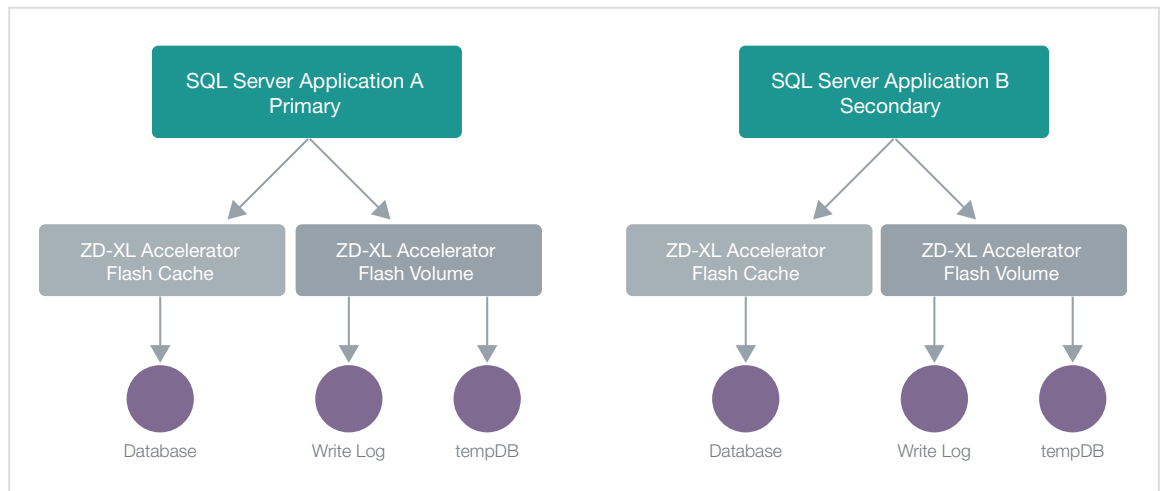 SQL Server Application A
Primary
SQL Server Application B
Secondary
ZD-XL Accelerator
Flash Cache
ZD-XL Accelerator
Flash Volume
ZD-XL Accelerator
Flash Cache
ZD-XL Accelerator
Flash Volume
Database
Write Log
tempDB
Database
Write Log
tempDB